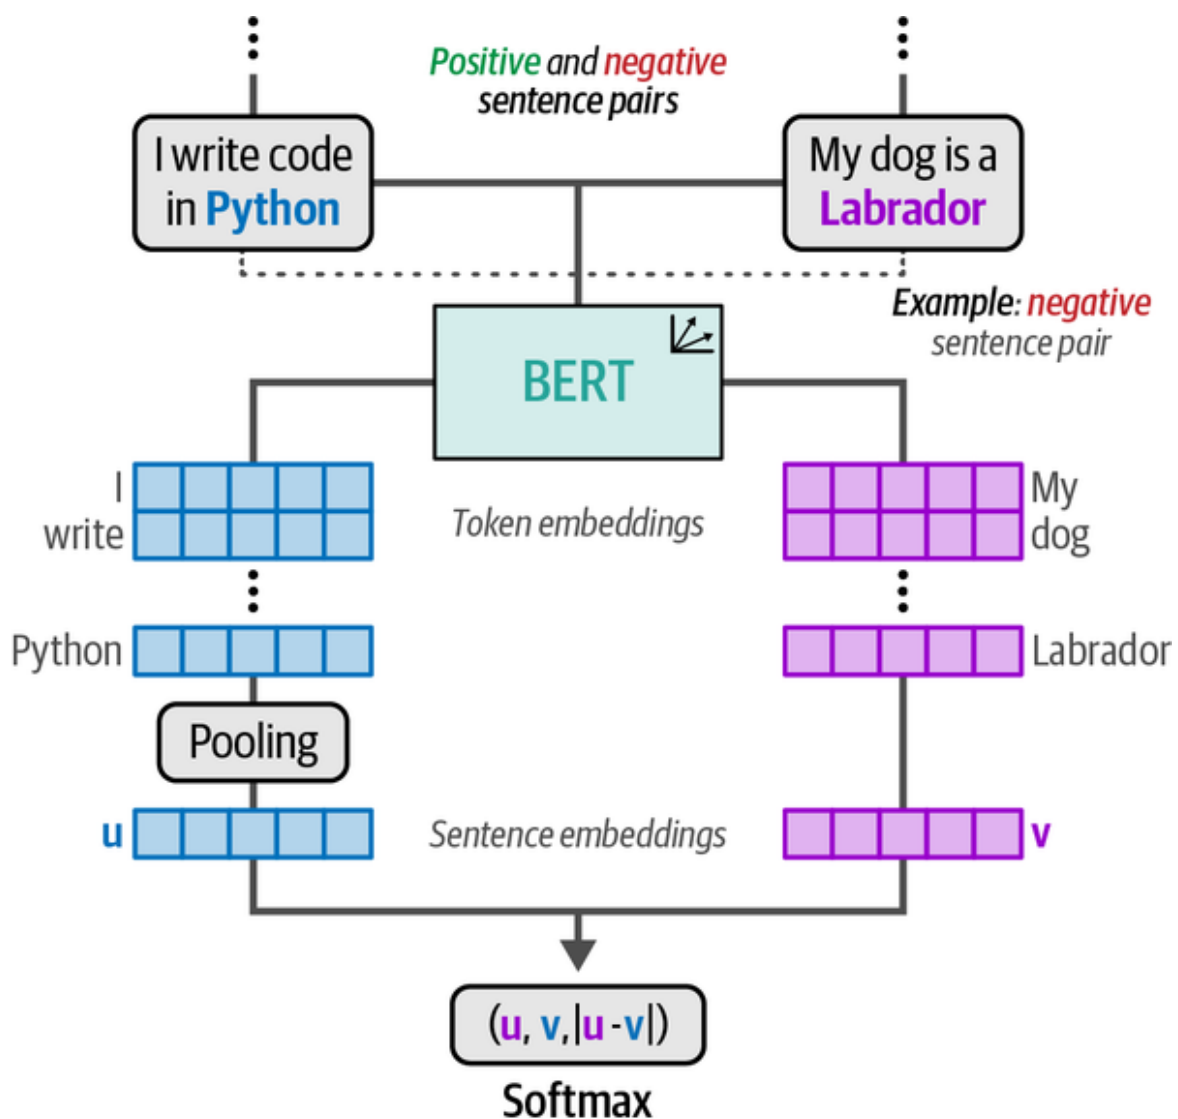 Positive and negative
sentence pairs
I write code
in Python
My dog is a
Labrador
Example: negative
sentence pair
BERT
I
write
Token embeddings
My
dog
Python
Labrador
Pooling
u
Sentence embeddings
v
(u, v, |u - v|)
Softmax